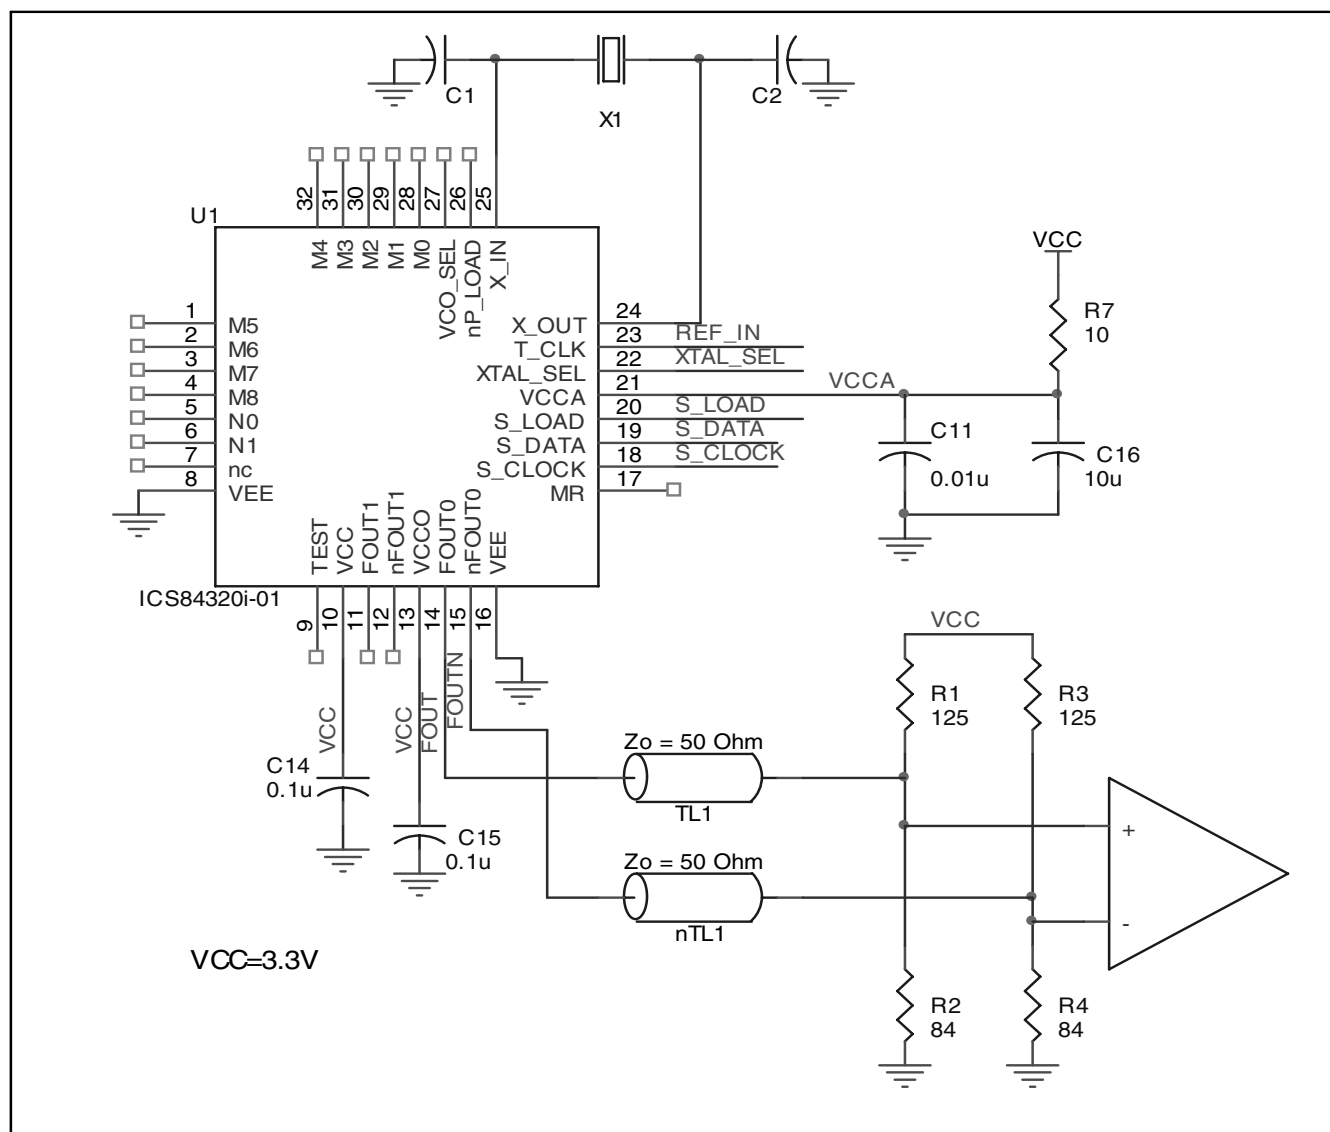 C1
C2
X1
32
31
30
29
28
27
26
25
U1
M4
M3
M2
M1
M0
VCO_SEL
nP_LOAD
X_IN
VCC
1
2
3
4
5
6
7
8
M5
M6
M7
M8
N0
N1
nc
VEE
X_OUT
T_CLK
XTAL_SEL
VCCA
S_LOAD
S_DATA
S_CLOCK
MR
24
23
22
21
20
19
18
17
REF_IN
XTAL_SEL
VCCA
S_LOAD
S_DATA
S_CLOCK
R7
10
C11
0.01u
C16
10u
TEST
VCC
FOUT1
nFOUT1
VCCO
FOUT0
nFOUT0
VEE
ICS84320i-01
9
10
11
12
13
14
15
16
VCC
VCC
FOUT
FOUTN
C14
0.1u
C15
0.1u
Zo = 50 Ohm
TL1
Zo = 50 Ohm
nTL1
VCC
R1
125
R3
125
+
-
R2
84
R4
84
VCC=3.3V